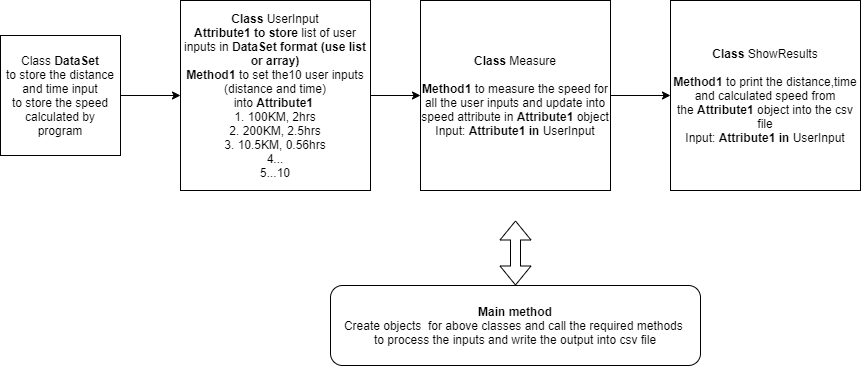 Class DataSet
to store the distance
and time input
to store the speed
calculated by
program
Class UserInput
Attribute1 to store list of user
inputs in DataSet format (use list
or array)
Method1 to set the10 user inputs
(distance and time)
into Attribute1
1. 100KM, 2hrs
2. 200KM, 2.5hrs
3. 10.5KM, 0.56hrs
4...
5...10
Class Measure
Method1 to measure the speed for
all the user inputs and update into
speed attribute in Attribute1 object
Input: Attribute1 in UserInput
Class ShowResults
Method1 to print the distance,time
and calculated speed from
the Attribute1 object into the csv
file
Input: Attribute1 in UserInput
Main method
Create objects for above classes and call the required methods
to process the inputs and write the output into csv file